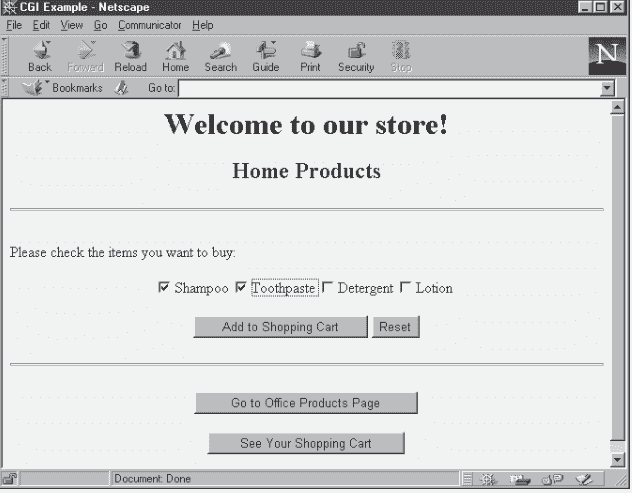 CGI Example - Netscape
File Edit View Go Communicator Help
Back Forward Reload Home Search Guide Print Security Stop
N
Bookmarks Go to:
Welcome to our store!
Home Products
Please check the items you want to buy:
Shampoo Toothpaste Detergent Lotion
Add to Shopping Cart Reset
Go to Office Products Page
See Your Shopping Cart
Document: Done